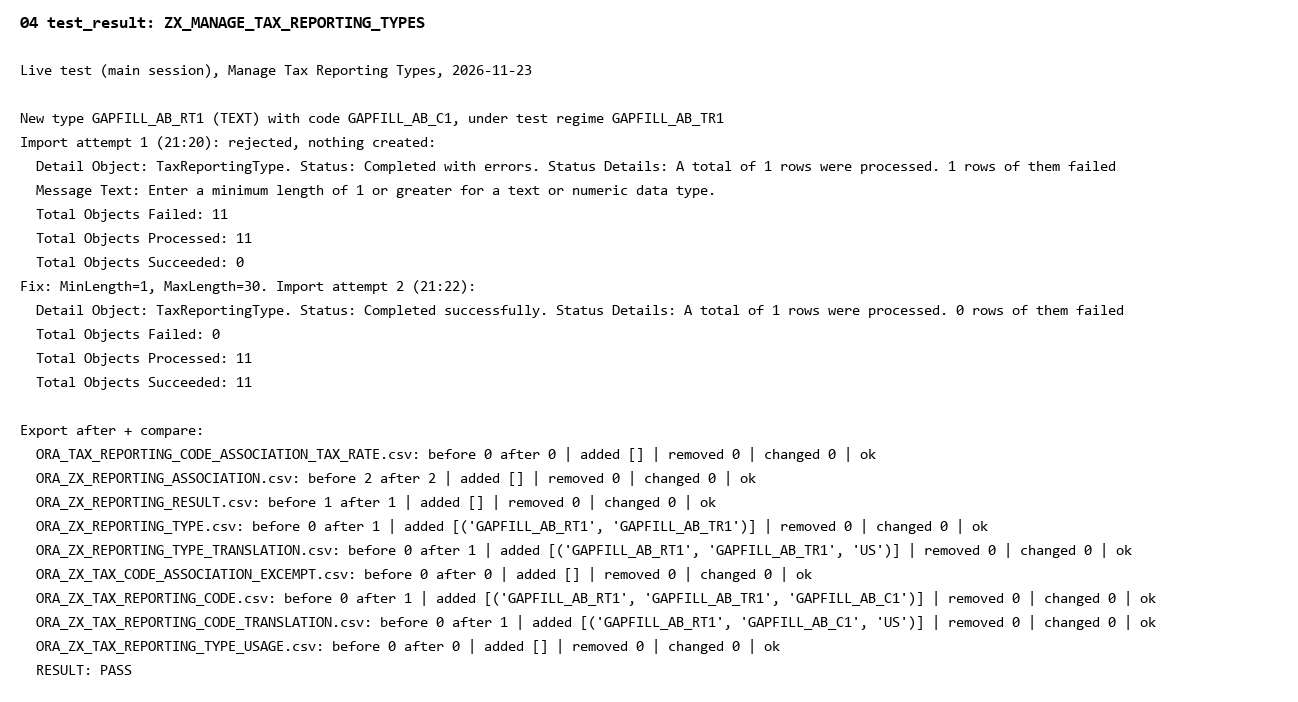 04 test_result: ZX_MANAGE_TAX_REPORTING_TYPES
Live test (main session), Manage Tax Reporting Types, 2026-11-23
New type GAPFILL_AB_RT1 (TEXT) with code GAPFILL_AB_C1, under test regime GAPFILL_AB_TR1
Import attempt 1 (21:20): rejected, nothing created:
Detail Object: TaxReportingType. Status: Completed with errors. Status Details: A total of 1 rows were processed. 1 rows of them failed
Message Text: Enter a minimum length of 1 or greater for a text or numeric data type.
Total Objects Failed: 11
Total Objects Processed: 11
Total Objects Succeeded: 0
Fix: MinLength=1, MaxLength=30. Import attempt 2 (21:22):
Detail Object: TaxReportingType. Status: Completed successfully. Status Details: A total of 1 rows were processed. 0 rows of them failed
Total Objects Failed: 0
Total Objects Processed: 11
Total Objects Succeeded: 11
Export after + compare:
ORA_TAX_REPORTING_CODE_ASSOCIATION_TAX_RATE.csv: before 0 after 0 | added [] | removed 0 | changed 0 | ok
ORA_ZX_REPORTING_ASSOCIATION.csv: before 2 after 2 | added [] | removed 0 | changed 0 | ok
ORA_ZX_REPORTING_RESULT.csv: before 1 after 1 | added [] | removed 0 | changed 0 | ok
ORA_ZX_REPORTING_TYPE.csv: before 0 after 1 | added [('GAPFILL_AB_RT1', 'GAPFILL_AB_TR1')] | removed 0 | changed 0 | ok
ORA_ZX_REPORTING_TYPE_TRANSLATION.csv: before 0 after 1 | added [('GAPFILL_AB_RT1', 'GAPFILL_AB_TR1', 'US')] | removed 0 | changed 0 | ok
ORA_ZX_TAX_CODE_ASSOCIATION_EXCEMPT.csv: before 0 after 0 | added [] | removed 0 | changed 0 | ok
ORA_ZX_TAX_REPORTING_CODE.csv: before 0 after 1 | added [('GAPFILL_AB_RT1', 'GAPFILL_AB_TR1', 'GAPFILL_AB_C1')] | removed 0 | changed 0 | ok
ORA_ZX_TAX_REPORTING_CODE_TRANSLATION.csv: before 0 after 1 | added [('GAPFILL_AB_RT1', 'GAPFILL_AB_C1', 'US')] | removed 0 | changed 0 | ok
ORA_ZX_TAX_REPORTING_TYPE_USAGE.csv: before 0 after 0 | added [] | removed 0 | changed 0 | ok
RESULT: PASS